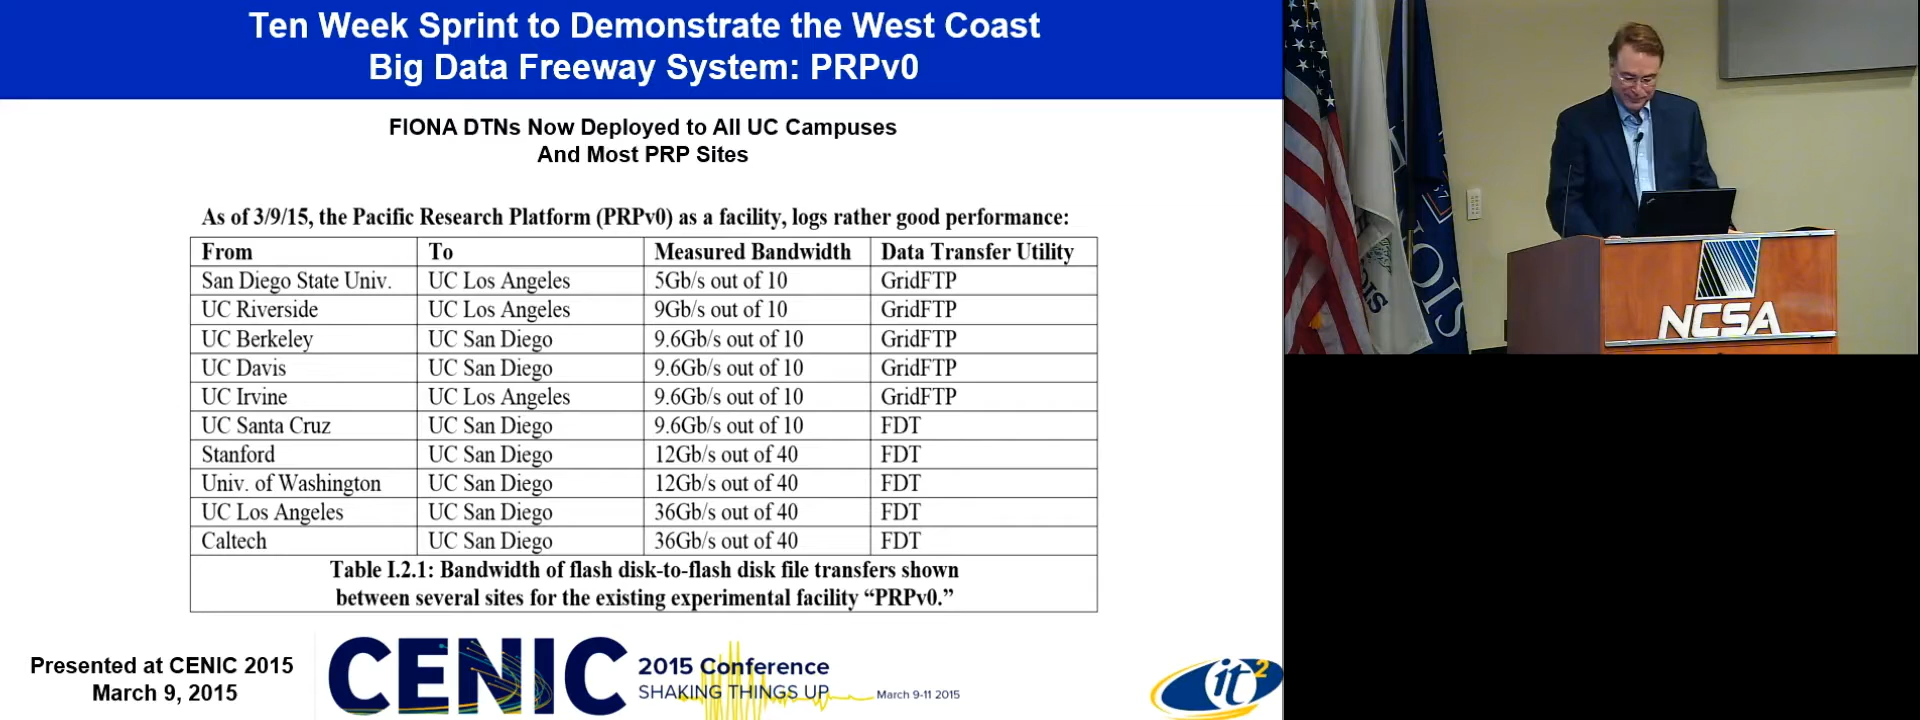 Ten Week Sprint to Demonstrate the West Coast
Big Data Freeway System: PRPv0
FIONA DTNs Now Deployed to All UC Campuses
And Most PRP Sites
As of 3/9/15, the Pacific Research Platform (PRPv0) as a facility, logs rather good performance:
From To Measured Bandwidth Data Transfer Utility
San Diego State Univ. UC Los Angeles 5Gb/s out of 10 GridFTP
UC Riverside UC Los Angeles 9Gb/s out of 10 GridFTP
UC Berkeley UC San Diego 9.6Gb/s out of 10 GridFTP
UC Davis UC San Diego 9.6Gb/s out of 10 GridFTP
UC Irvine UC Los Angeles 9.6Gb/s out of 10 GridFTP
UC Santa Cruz UC San Diego 9.6Gb/s out of 10 FDT
Stanford UC San Diego 12Gb/s out of 40 FDT
Univ. of Washington UC San Diego 12Gb/s out of 40 FDT
UC Los Angeles UC San Diego 36Gb/s out of 40 FDT
Caltech UC San Diego 36Gb/s out of 40 FDT
Table I.2.1: Bandwidth of flash disk-to-flash disk file transfers shown
between several sites for the existing experimental facility “PRPv0.”
Presented at CENIC 2015
March 9, 2015
CENIC
2015 Conference
SHAKING THINGS UP
March 9-11 2015
it2
NCSA